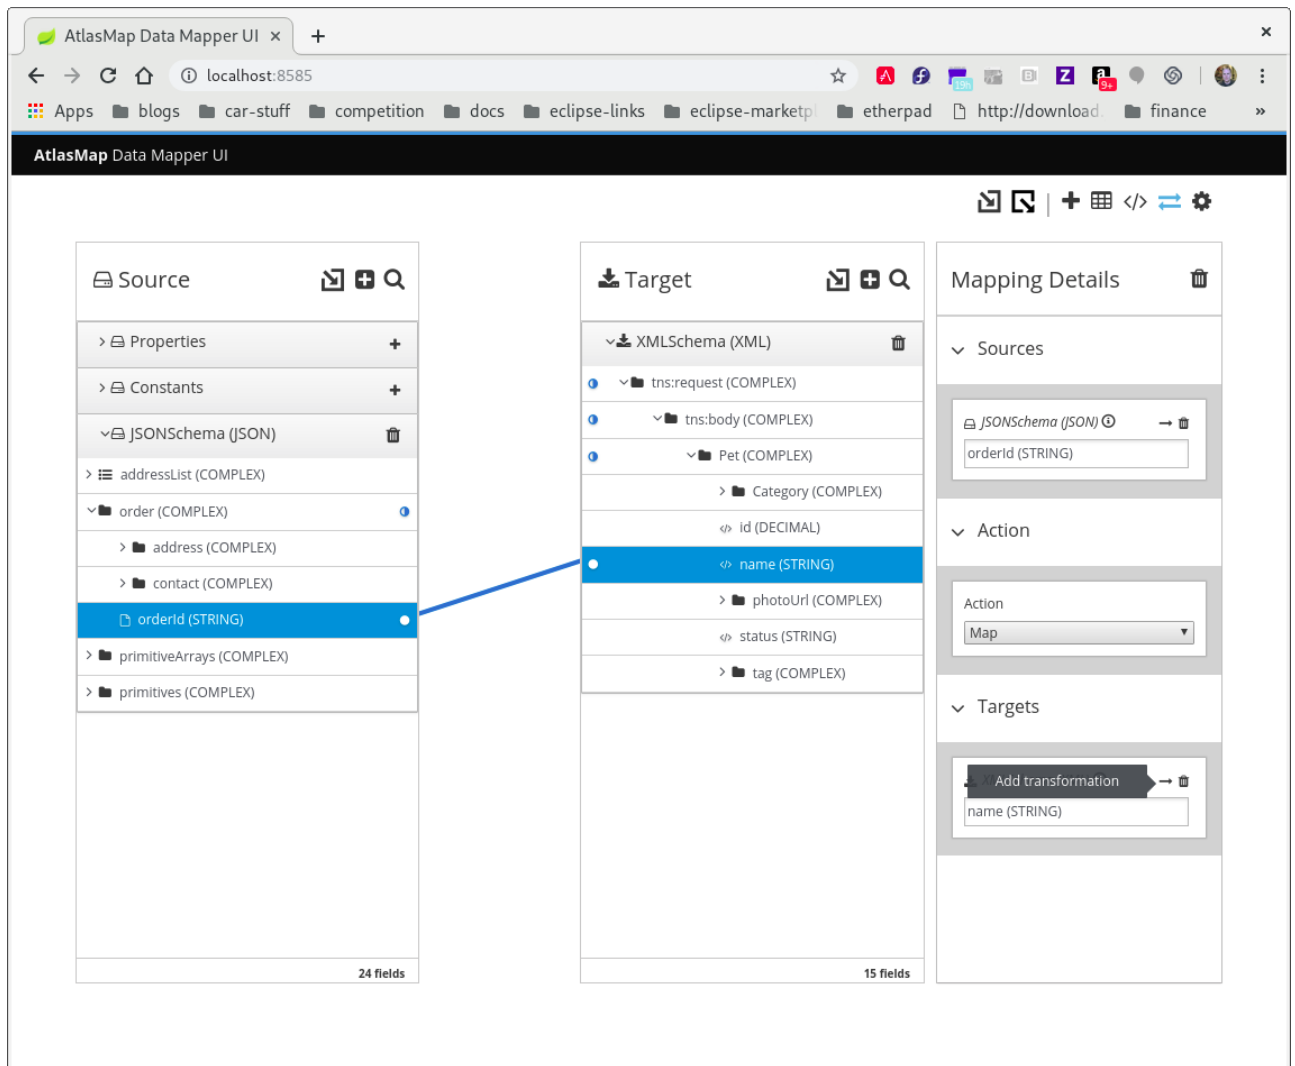 AtlasMap Data Mapper UI
localhost:8585
19h
9+
Apps blogs car-stuff competition docs eclipse-links eclipse-marketpl etherpad http://download. finance »
AtlasMap Data Mapper UI
Source
Properties
Constants
JSONSchema (JSON)
addressList (COMPLEX)
order (COMPLEX)
address (COMPLEX)
contact (COMPLEX)
orderId (STRING)
primitiveArrays (COMPLEX)
primitives (COMPLEX)
24 fields
Target
XMLSchema (XML)
tns:request (COMPLEX)
tns:body (COMPLEX)
Pet (COMPLEX)
Category (COMPLEX)
id (DECIMAL)
name (STRING)
photoUrl (COMPLEX)
status (STRING)
tag (COMPLEX)
15 fields
Mapping Details
Sources
JSONSchema (JSON)
orderId (STRING)
Action
Action
Map
Targets
Add transformation
name (STRING)